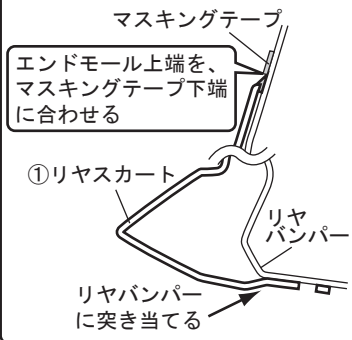 マスキングテープ
エンドモール上端を、
マスキングテープ下端
に合わせる
①リヤスカート
リヤ
バンパー
リヤバンパー
に突き当てる